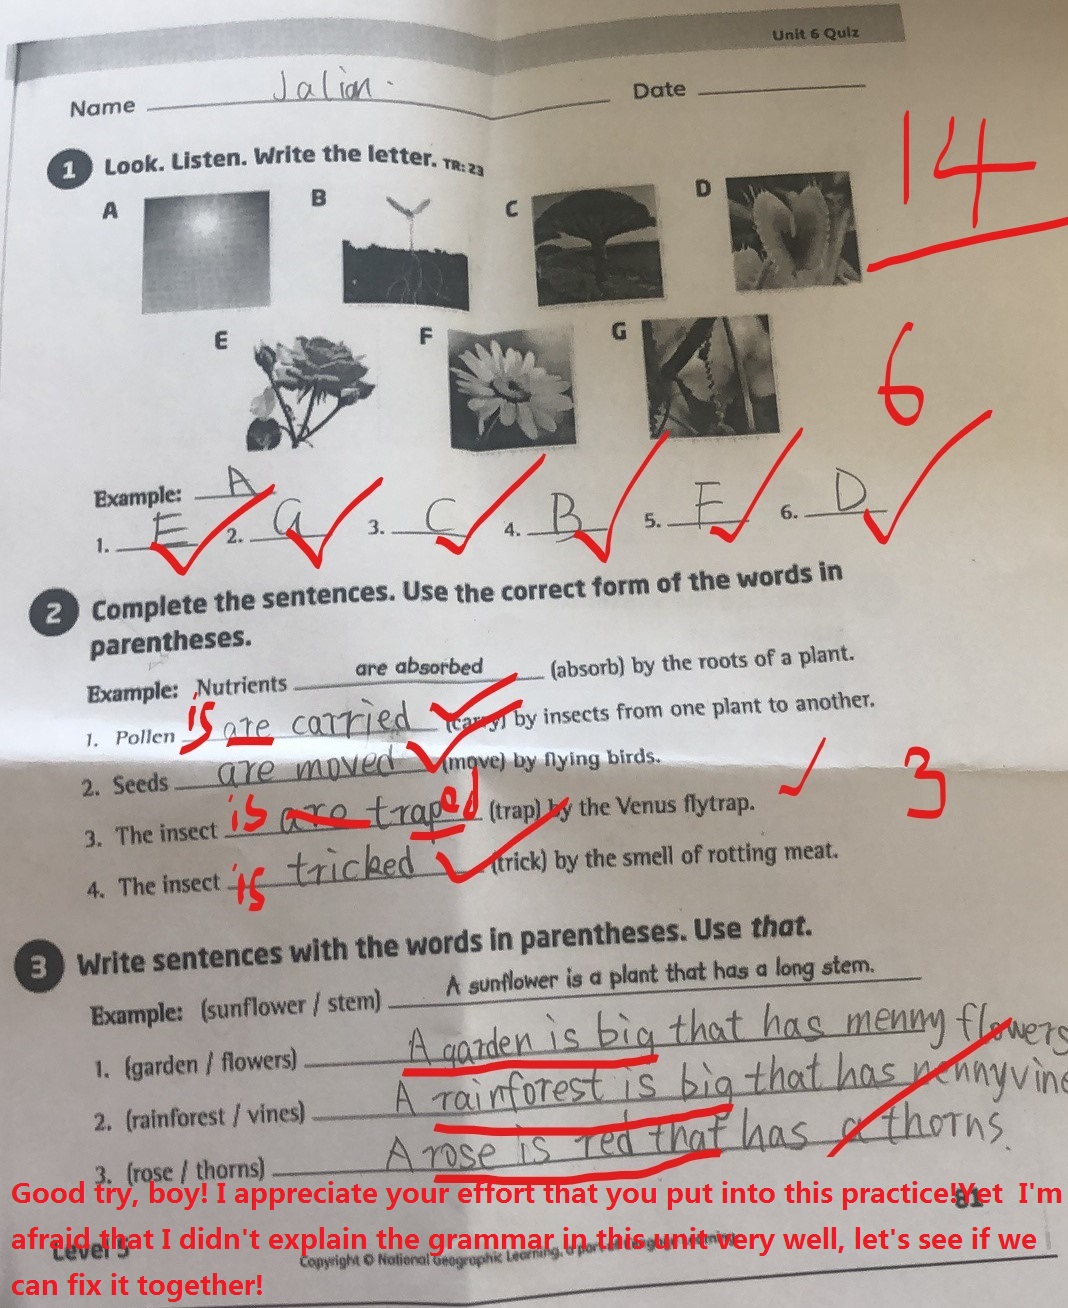 Unit 6 Quiz
Name Jalian. Date
1 Look. Listen. Write the letter. TR: 23
14
A B C D
E F G
6
Example: A
1. E 2. G 3. C 4. B 5. F 6. D
2 Complete the sentences. Use the correct form of the words in
parentheses.
Example: Nutrients are absorbed (absorb) by the roots of a plant.
1. Pollen is are carried (carry) by insects from one plant to another.
2. Seeds are moved (move) by flying birds.
3. The insect is are traped (trap) by the Venus flytrap.
3
4. The insect is tricked (trick) by the smell of rotting meat.
3 Write sentences with the words in parentheses. Use that.
Example: (sunflower / stem) A sunflower is a plant that has a long stem.
1. (garden / flowers) A garden is big that has menny flowers
2. (rainforest / vines) A rainforest is big that has nennyvine
3. (rose / thorns) A rose is red that has a thorns.
Good try, boy! I appreciate your effort that you put into this practice!Yet I'm
81
afraid that I didn't explain the grammar in this unit very well, let's see if we
Level 5
Copyright © National Geographic Learning, a part of Cengage Learning
can fix it together!